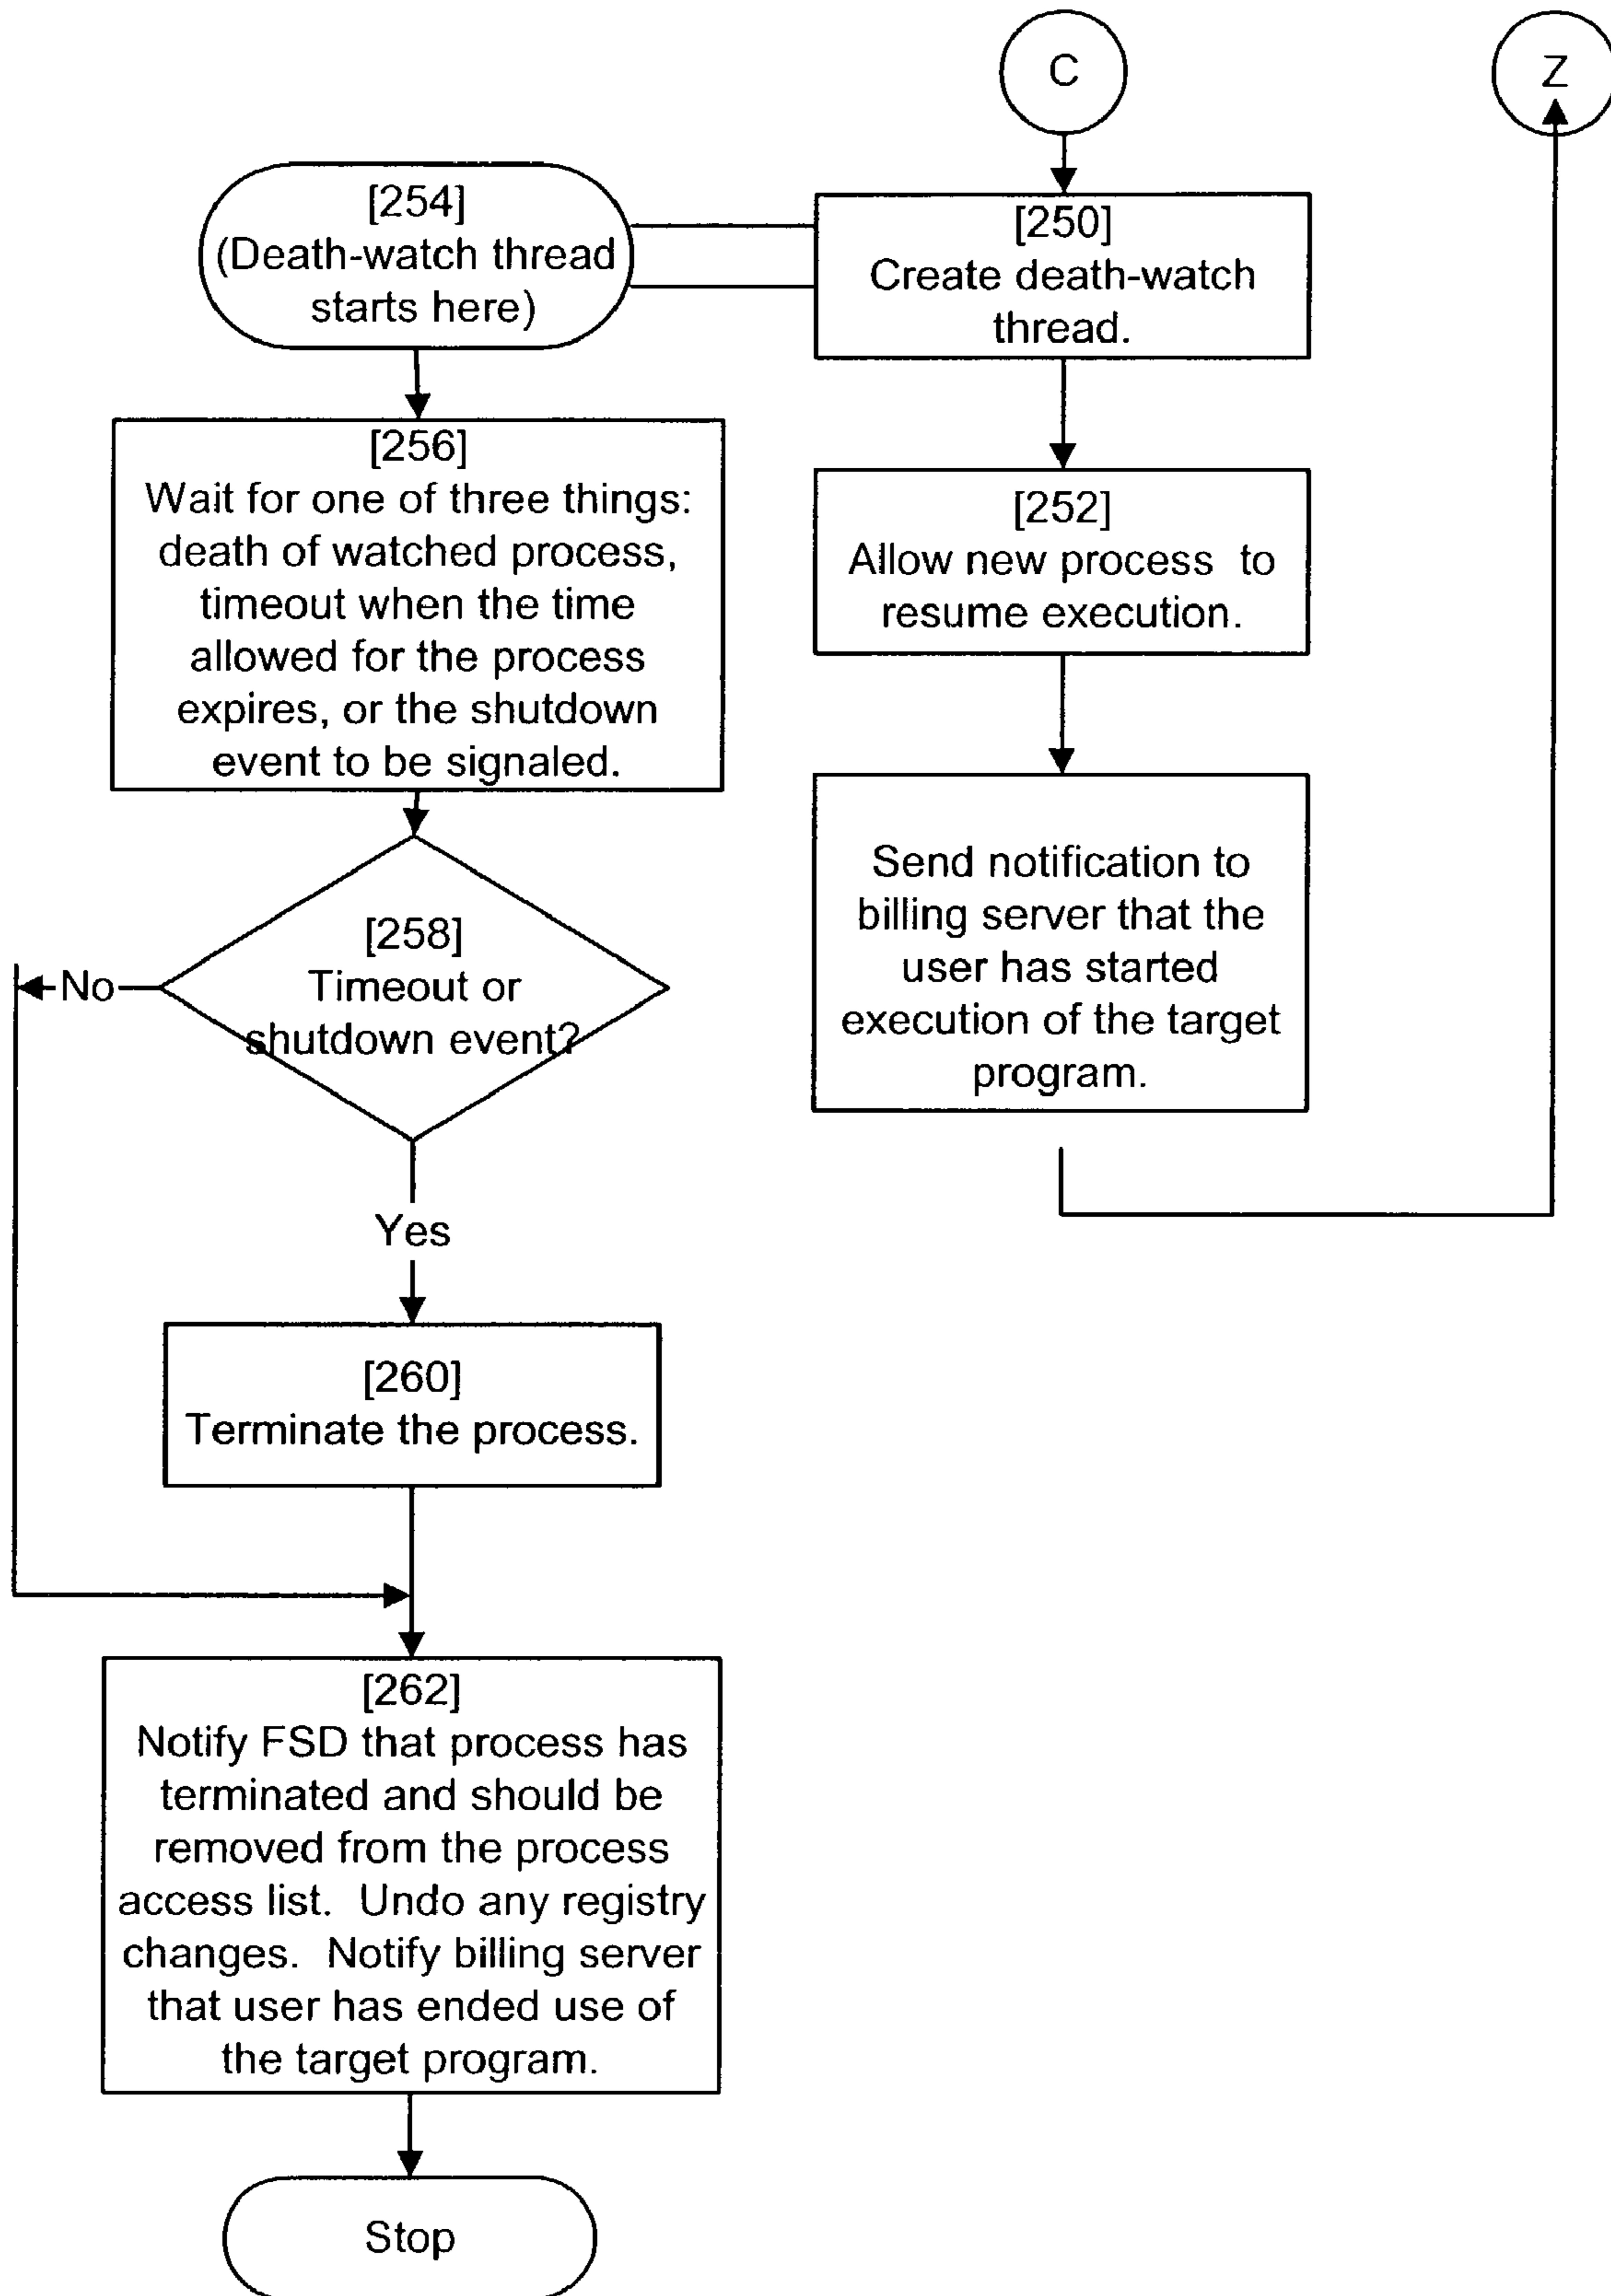 C
Z
[254]
(Death-watch thread
starts here)
[250]
Create death-watch
thread.
[256]
Wait for one of three things:
death of watched process,
timeout when the time
allowed for the process
expires, or the shutdown
event to be signaled.
[252]
Allow new process to
resume execution.
Send notification to
billing server that the
user has started
execution of the target
program.
[258]
Timeout or
shutdown event?
No
Yes
[260]
Terminate the process.
[262]
Notify FSD that process has
terminated and should be
removed from the process
access list. Undo any registry
changes. Notify billing server
that user has ended use of
the target program.
Stop